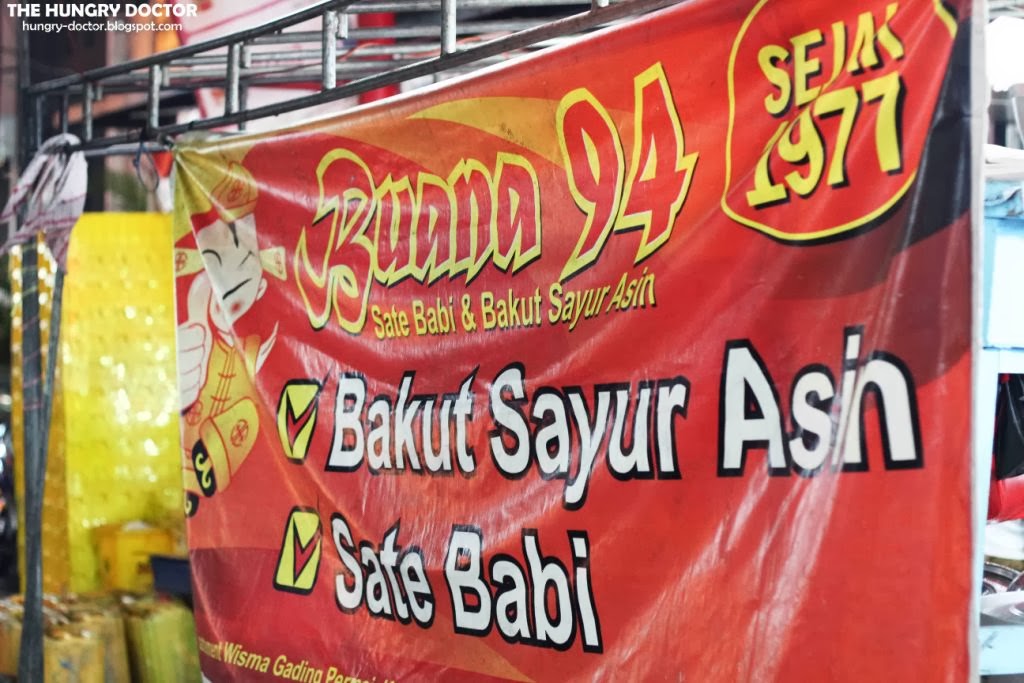 THE HUNGRY DOCTOR
hungry-doctor.blogspot.com
SEJAK
1977
Buana 94
Sate Babi & Bakut Sayur Asin
Bakut Sayur Asin
Sate Babi
Wisma Gading